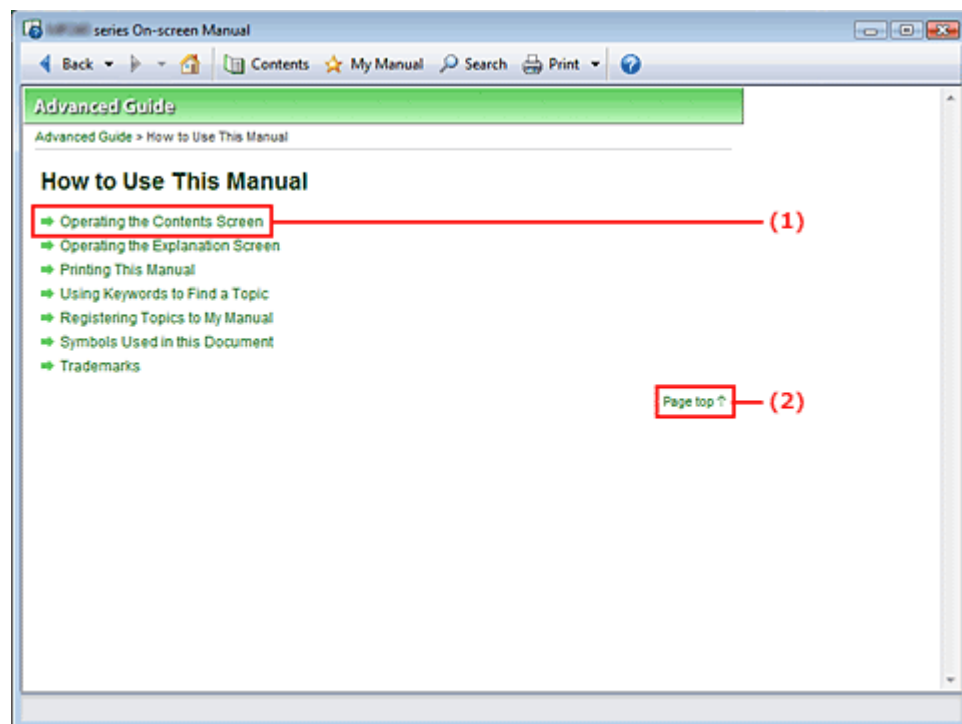 series On-screen Manual
Back Contents My Manual Search Print
Advanced Guide
Advanced Guide > How to Use This Manual
How to Use This Manual
Operating the Contents Screen
(1)
Operating the Explanation Screen
Printing This Manual
Using Keywords to Find a Topic
Registering Topics to My Manual
Symbols Used in this Document
Trademarks
Page top ↑
(2)